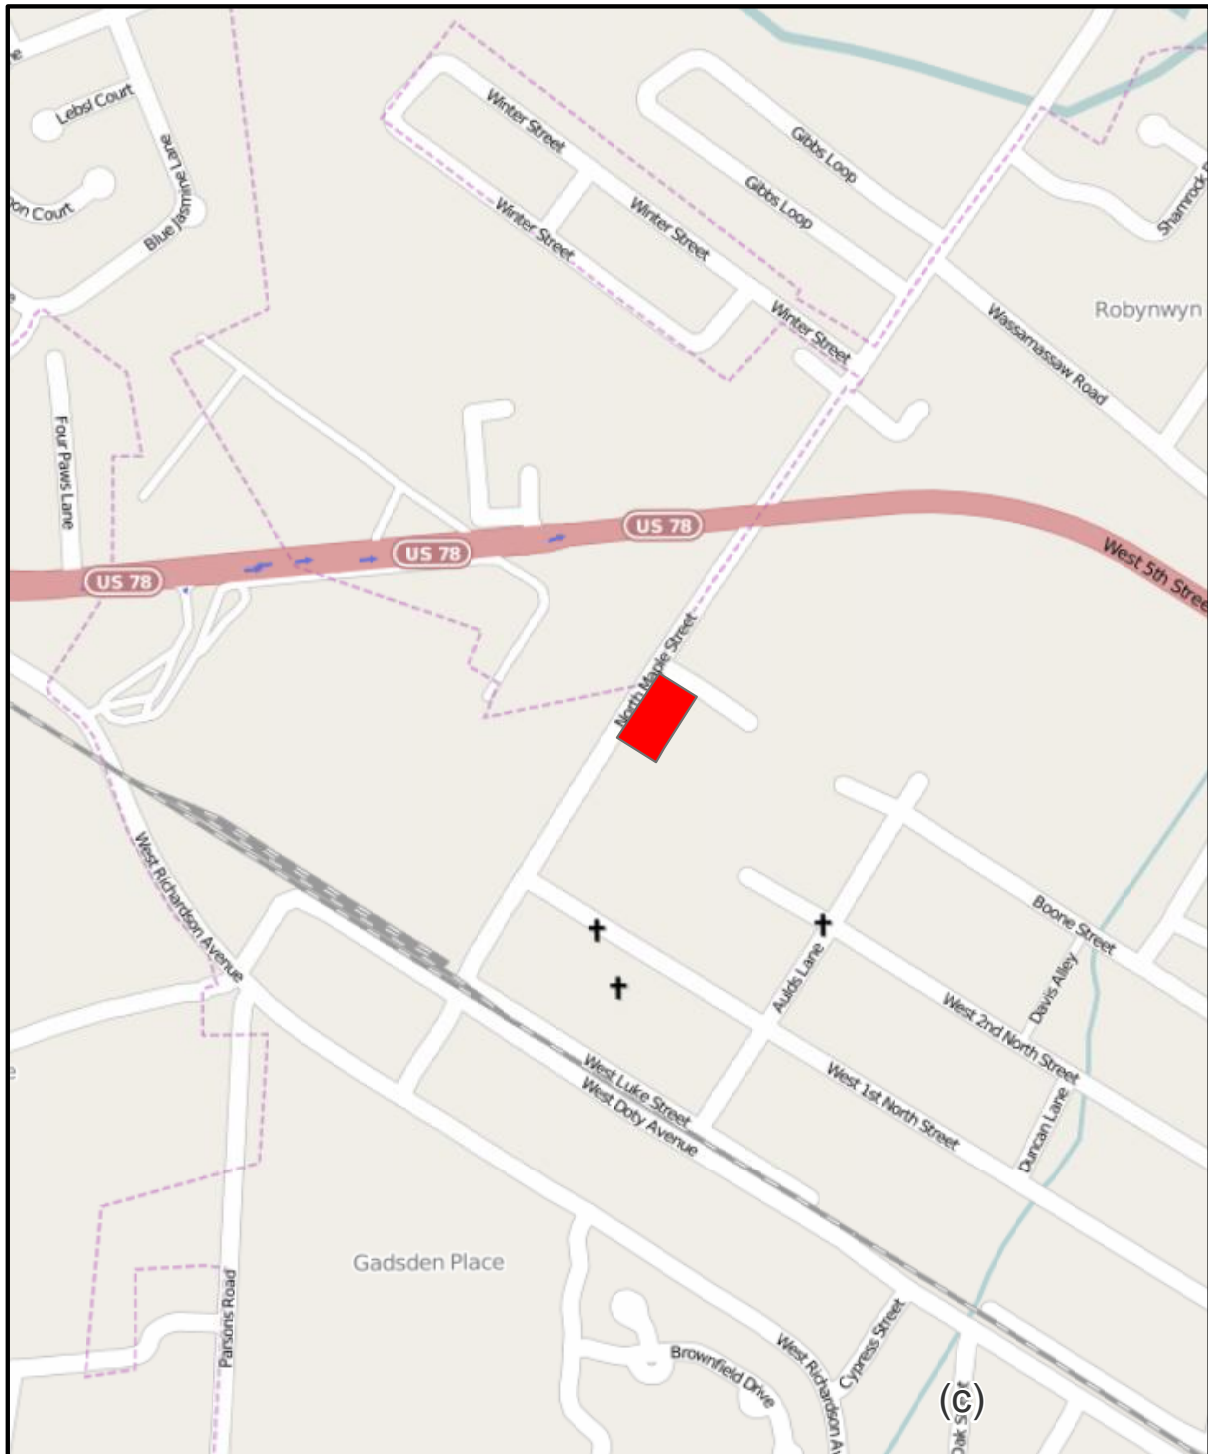 Lebsl Court
Winter Street
Gibbs Loop
Blue Jasmine Lane
Gibbs Loop
on Court
Winter Street
Winter Street
Shamrock
Winter Street
Robynwyn
Wassamassaw Road
Four Paws Lane
US 78
US 78
US 78
West 5th Stree
North Maple Street
West Richardson Avenue
Boone Street
Aulds Lane
Davis Alley
West 2nd North Street
West Luke Street
West Doty Avenue
West 1st North Street
Duncan Lane
Gadsden Place
Parsons Road
Cypress Street
Brownfield Drive
West Richardson Av
Oak Street
(c)